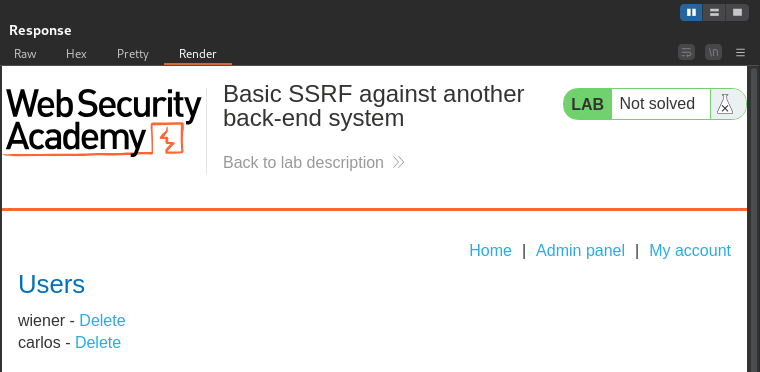 Response
Raw Hex Pretty Render \n
Web Security
Academy
Basic SSRF against another
back-end system
Back to lab description
LAB Not solved
Home | Admin panel | My account
Users
wiener - Delete
carlos - Delete